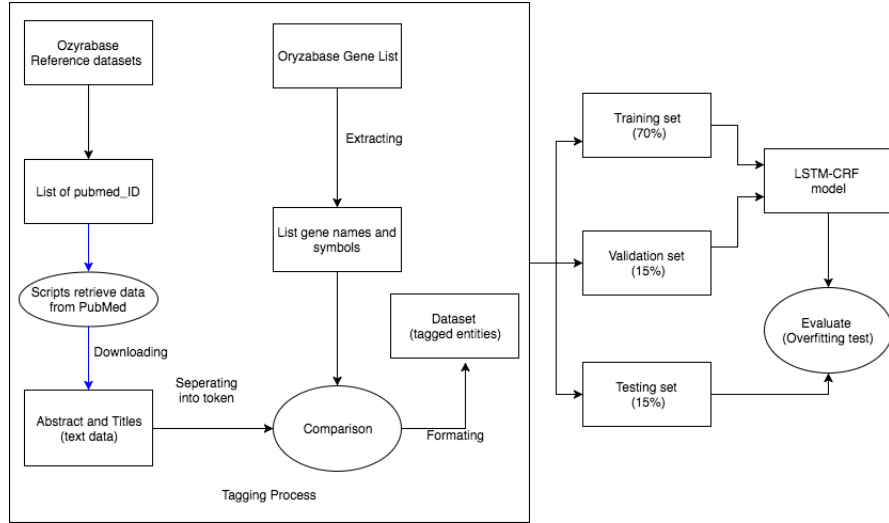 Ozyrabase
Reference datasets
Oryzabase Gene List
Extracting
List of pubmed_ID
List gene names and
symbols
Scripts retrieve data
from PubMed
Downloading
Abstract and Titles
(text data)
Seperating
into token
Comparison
Formating
Dataset
(tagged entities)
Tagging Process
Training set
(70%)
Validation set
(15%)
Testing set
(15%)
LSTM-CRF
model
Evaluate
(Overfitting test)